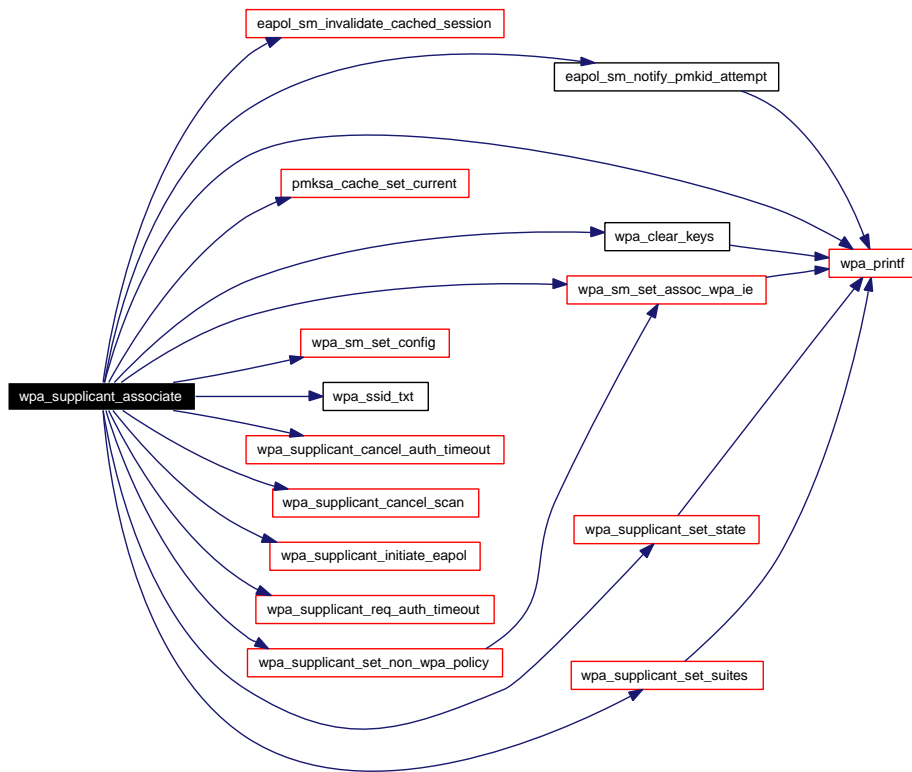 eapol_sm_invalidate_cached_session
eapol_sm_notify_pmkid_attempt
pmksa_cache_set_current
wpa_clear_keys
wpa_printf
wpa_sm_set_assoc_wpa_ie
wpa_sm_set_config
wpa_supplicant_associate
wpa_ssid_txt
wpa_supplicant_cancel_auth_timeout
wpa_supplicant_cancel_scan
wpa_supplicant_set_state
wpa_supplicant_initiate_eapol
wpa_supplicant_req_auth_timeout
wpa_supplicant_set_non_wpa_policy
wpa_supplicant_set_suites